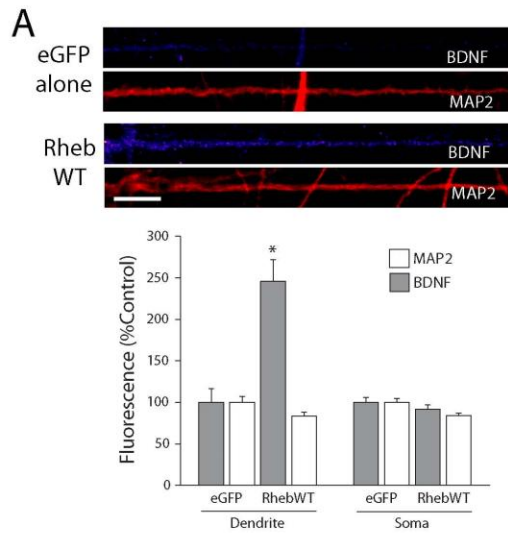 A
eGFP alone
BDNF
MAP2
Rheb WT
BDNF
MAP2
Fluorescence (%Control)
300
250
200
150
100
50
0
*
MAP2
BDNF
eGFP RhebWT eGFP RhebWT
Dendrite Soma